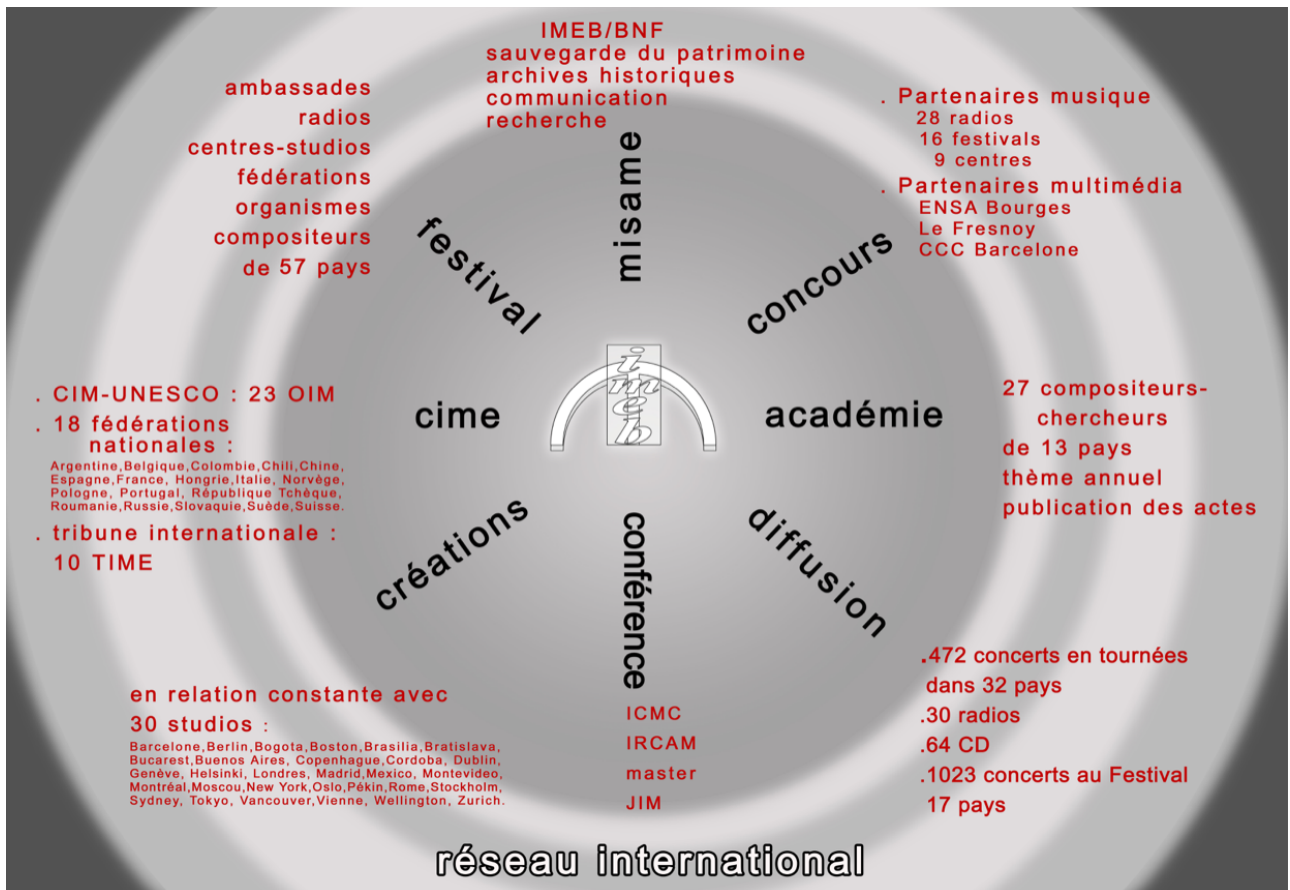 IMEB/BNF
sauvegarde du patrimoine
archives historiques
communication
recherche
misame
ambassades
radios
centres-studios
fédérations
organismes
compositeurs
de 57 pays
festival
. Partenaires musique
28 radios
16 festivals
9 centres
. Partenaires multimédia
ENSA Bourges
Le Fresnoy
CCC Barcelone
concours
imeb
. CIM-UNESCO : 23 OIM
. 18 fédérations
nationales :
Argentine,Belgique,Colombie,Chili,Chine,
Espagne,France, Hongrie,Italie, Norvège,
Pologne, Portugal, République Tchèque,
Roumanie,Russie,Slovaquie,Suède,Suisse.
. tribune internationale :
10 TIME
cime
académie
27 compositeurs-
chercheurs
de 13 pays
thème annuel
publication des actes
créations
en relation constante avec
30 studios :
Barcelone,Berlin,Bogota,Boston,Brasilia,Bratislava,
Bucarest,Buenos Aires, Copenhague,Cordoba, Dublin,
Genève, Helsinki, Londres, Madrid,Mexico, Montevideo,
Montréal,Moscou,New York,Oslo,Pékin,Rome,Stockholm,
Sydney, Tokyo, Vancouver,Vienne, Wellington, Zurich.
conférence
ICMC
IRCAM
master
JIM
diffusion
.472 concerts en tournées
dans 32 pays
.30 radios
.64 CD
.1023 concerts au Festival
17 pays
réseau international